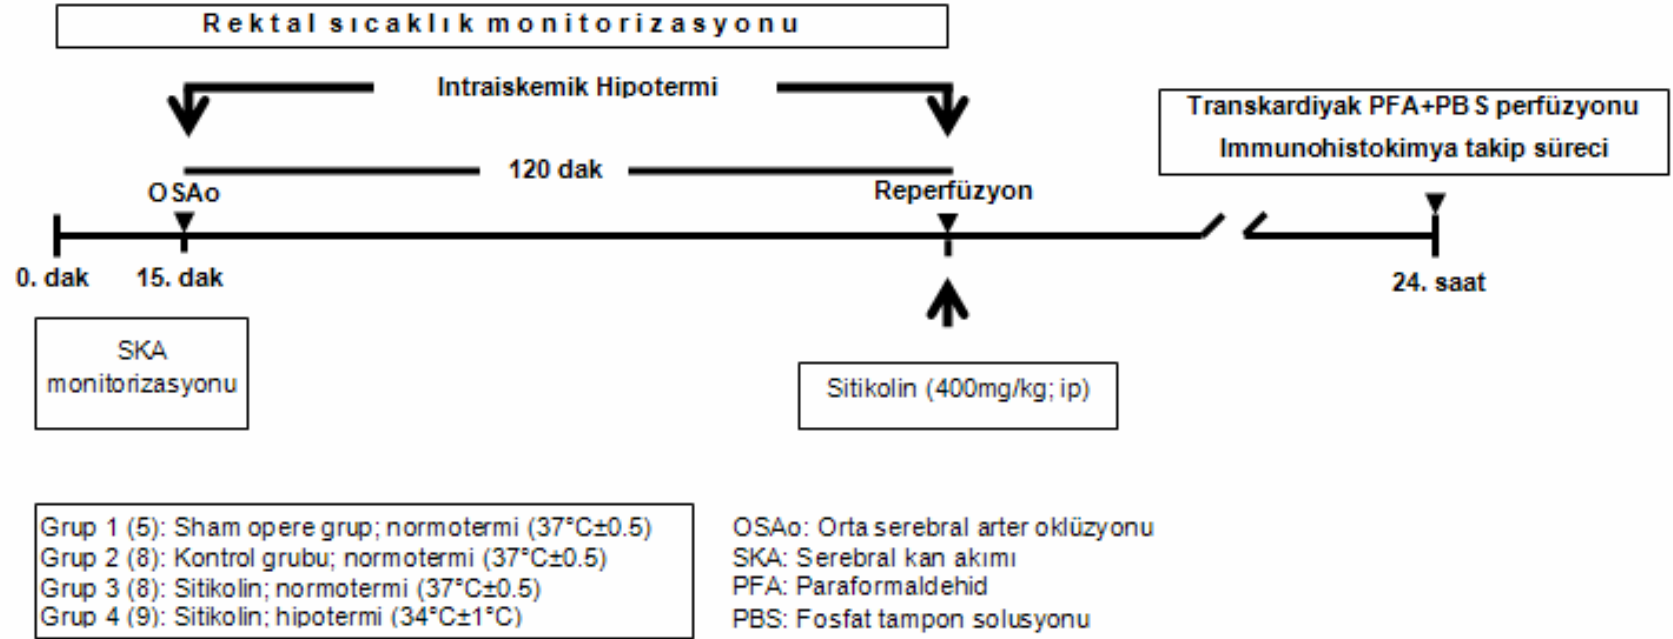 Rektal sıcaklık monitorizasyonu
Intraiskemik Hipotermi
Transkardiyak PFA+PBS perfüzyonu
Immunohistokimya takip süreci
120 dak
OSAo
Reperfüzyon
0. dak
15. dak
24. saat
SKA
monitorizasyonu
Sitikolin (400mg/kg; ip)
Grup 1 (5): Sham opere grup; normotermi (37°C±0.5)
Grup 2 (8): Kontrol grubu; normotermi (37°C±0.5)
Grup 3 (8): Sitikolin; normotermi (37°C±0.5)
Grup 4 (9): Sitikolin; hipotermi (34°C±1°C)
OSAo: Orta serebral arter oklüzyonu
SKA: Serebral kan akımı
PFA: Paraformaldehid
PBS: Fosfat tampon solusyonu